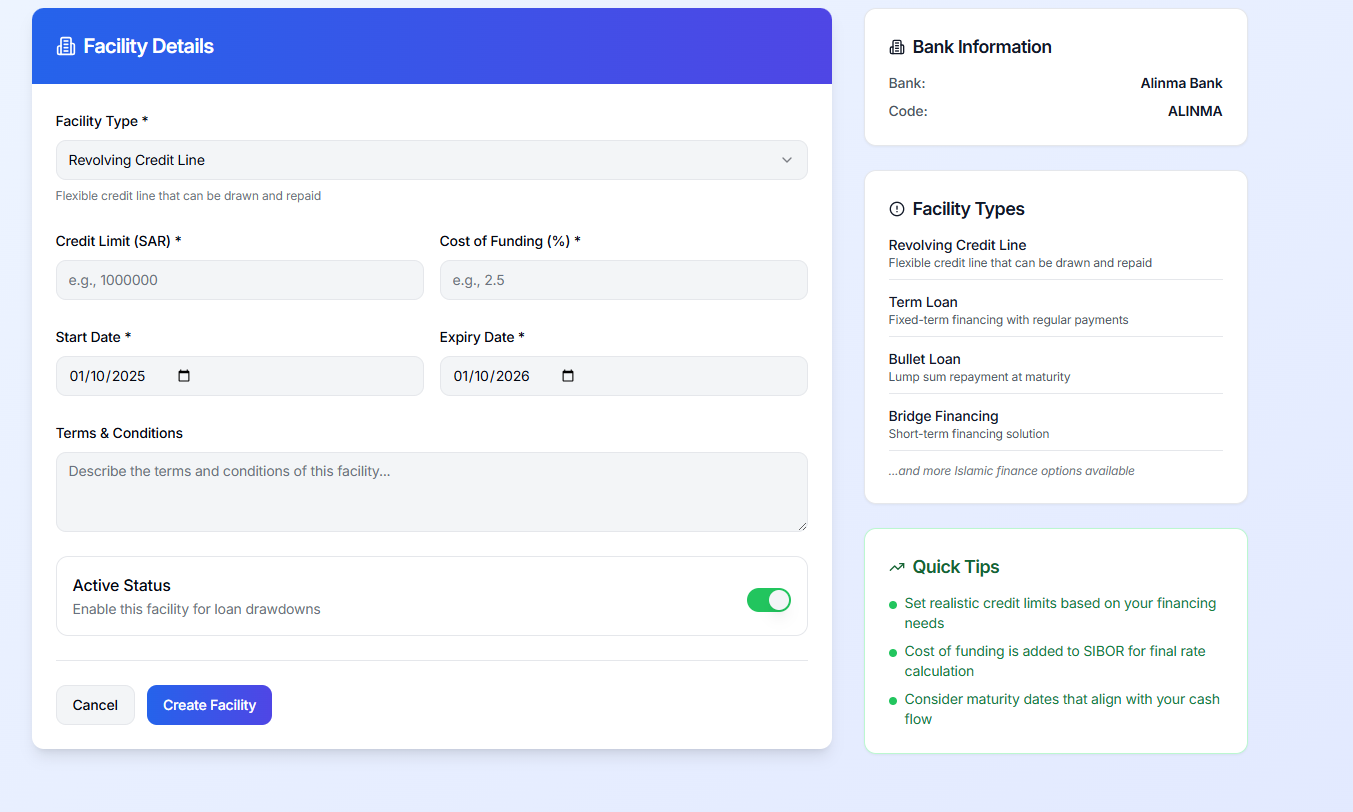 Facility Details
Facility Type *
Revolving Credit Line
Flexible credit line that can be drawn and repaid
Credit Limit (SAR) *
e.g., 1000000
Cost of Funding (%) *
e.g., 2.5
Start Date *
01/10/2025
Expiry Date *
01/10/2026
Terms & Conditions
Describe the terms and conditions of this facility...
Active Status
Enable this facility for loan drawdowns
Cancel
Create Facility
Bank Information
Bank: Alinma Bank
Code: ALINMA
Facility Types
Revolving Credit Line
Flexible credit line that can be drawn and repaid
Term Loan
Fixed-term financing with regular payments
Bullet Loan
Lump sum repayment at maturity
Bridge Financing
Short-term financing solution
...and more Islamic finance options available
Quick Tips
Set realistic credit limits based on your financing
needs
Cost of funding is added to SIBOR for final rate
calculation
Consider maturity dates that align with your cash
flow